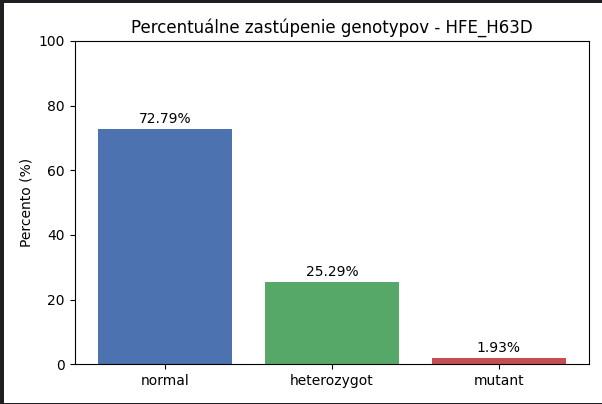 Percentuálne zastúpenie genotypov - HFE_H63D
Percento (%)
100
80
60
40
20
0
72.79%
25.29%
1.93%
normal
heterozygot
mutant